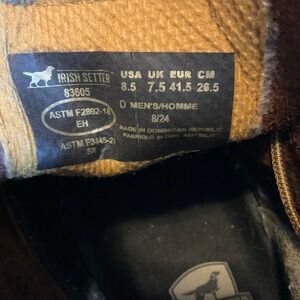 IRISH SETTER
83605
ASTM F2892-18
EH
ASTM F3445-21
SR
USA UK EUR CM
8.5 7.5 41.5 26.5
D MEN'S/HOMME
8/24
MADE IN DOMINICAN REPUBLIC
FABRIQUÉ EN RÉP. DOMINICAINE